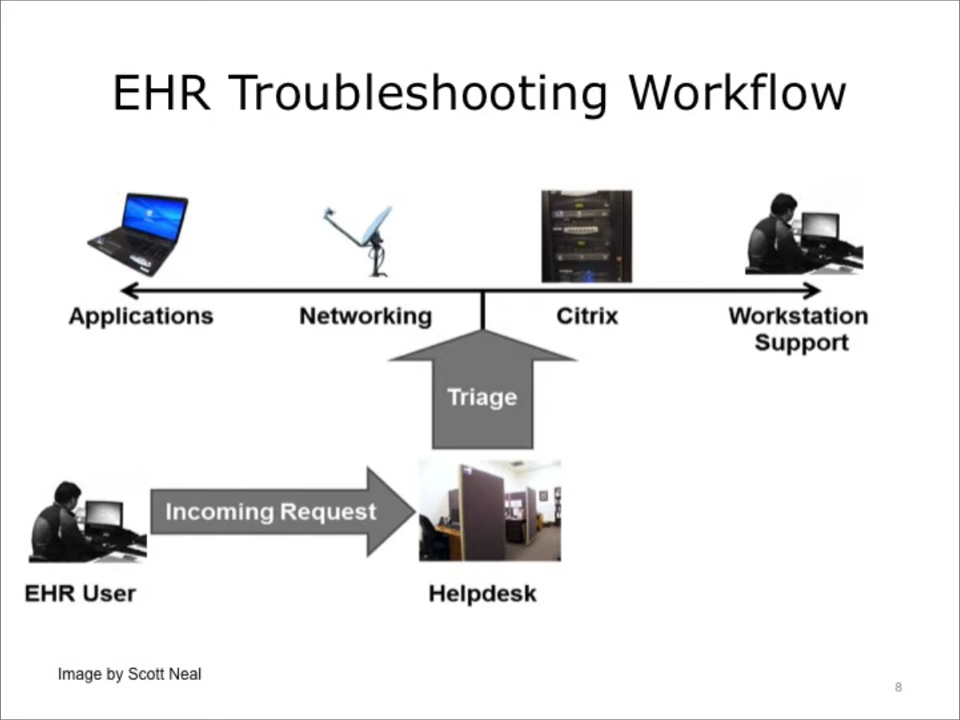 EHR Troubleshooting Workflow
Applications
Networking
Citrix
Workstation
Support
Triage
Incoming Request
EHR User
Helpdesk
Image by Scott Neal
8